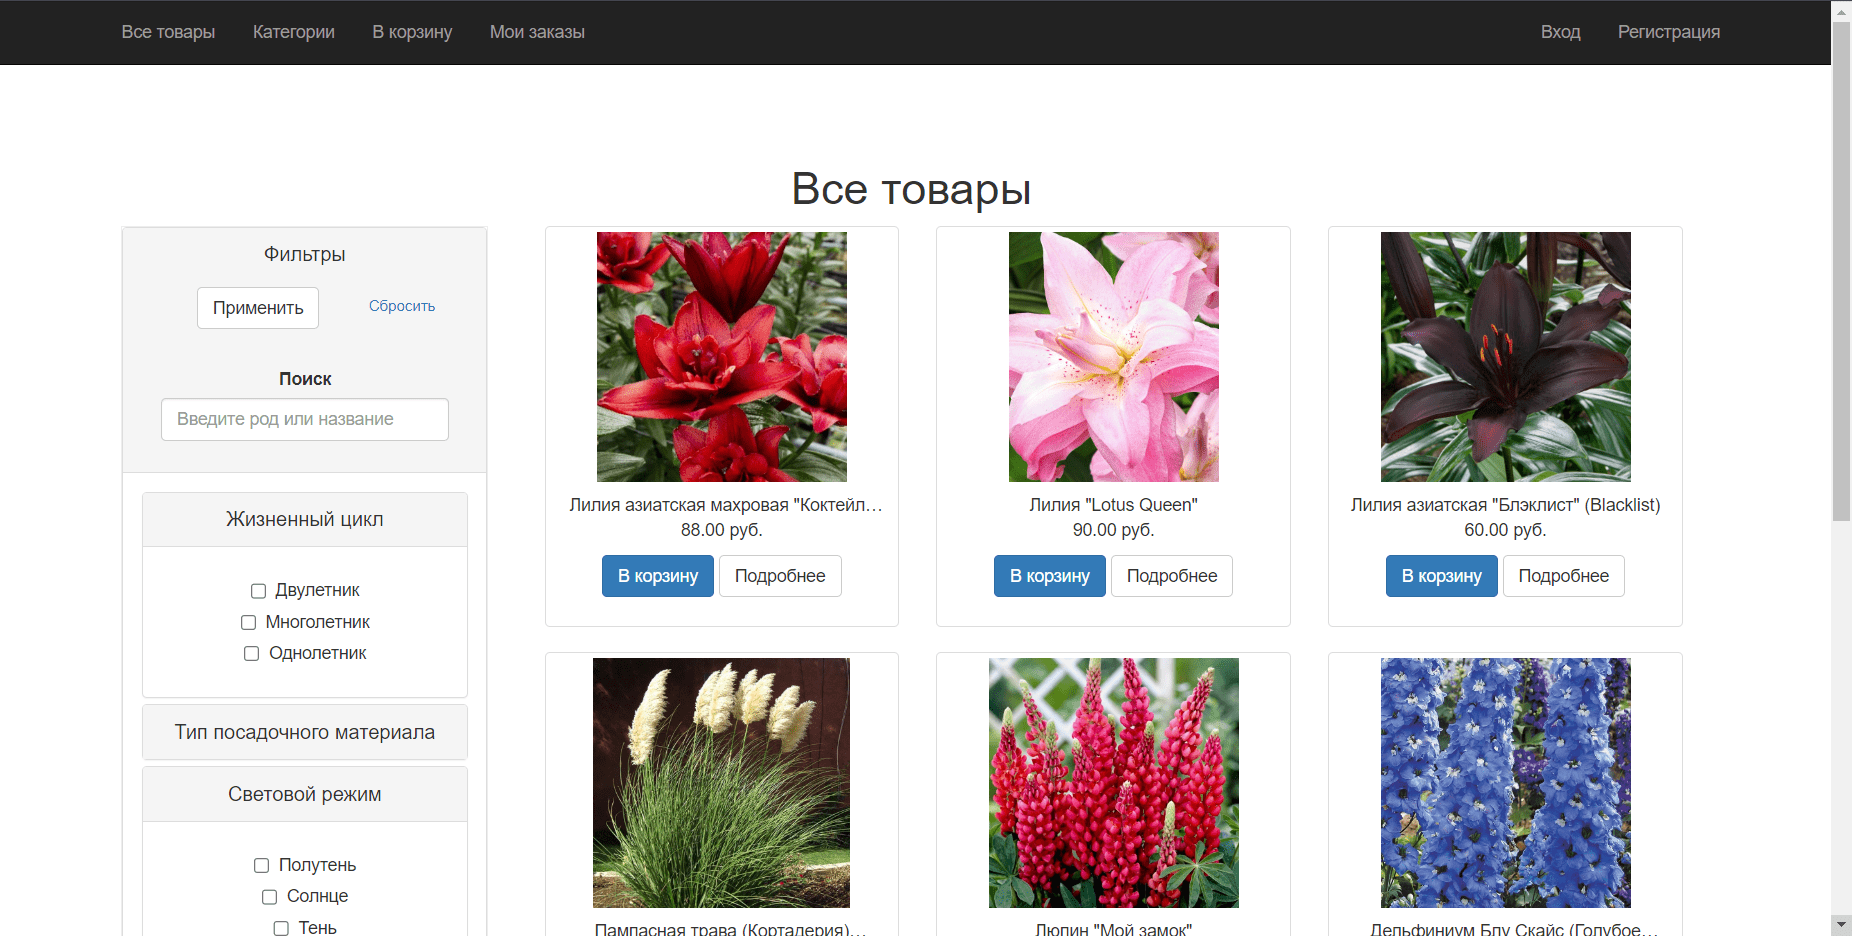 Все товары Категории В корзину Мои заказы Вход Регистрация
Все товары
Фильтры
Применить Сбросить
Поиск
Введите род или название
Жизненный цикл
Двулетник
Многолетник
Однолетник
Тип посадочного материала
Световой режим
Полутень
Солнце
Тень
Лилия азиатская махровая "Коктейл…
88.00 руб.
В корзину Подробнее
Лилия "Lotus Queen"
90.00 руб.
В корзину Подробнее
Лилия азиатская "Блэклист" (Blacklist)
60.00 руб.
В корзину Подробнее
Пампасная трава (Кортадерия)…
Люпин "Мой замок"
Дельфиниум Блу Скайс (Голубое…